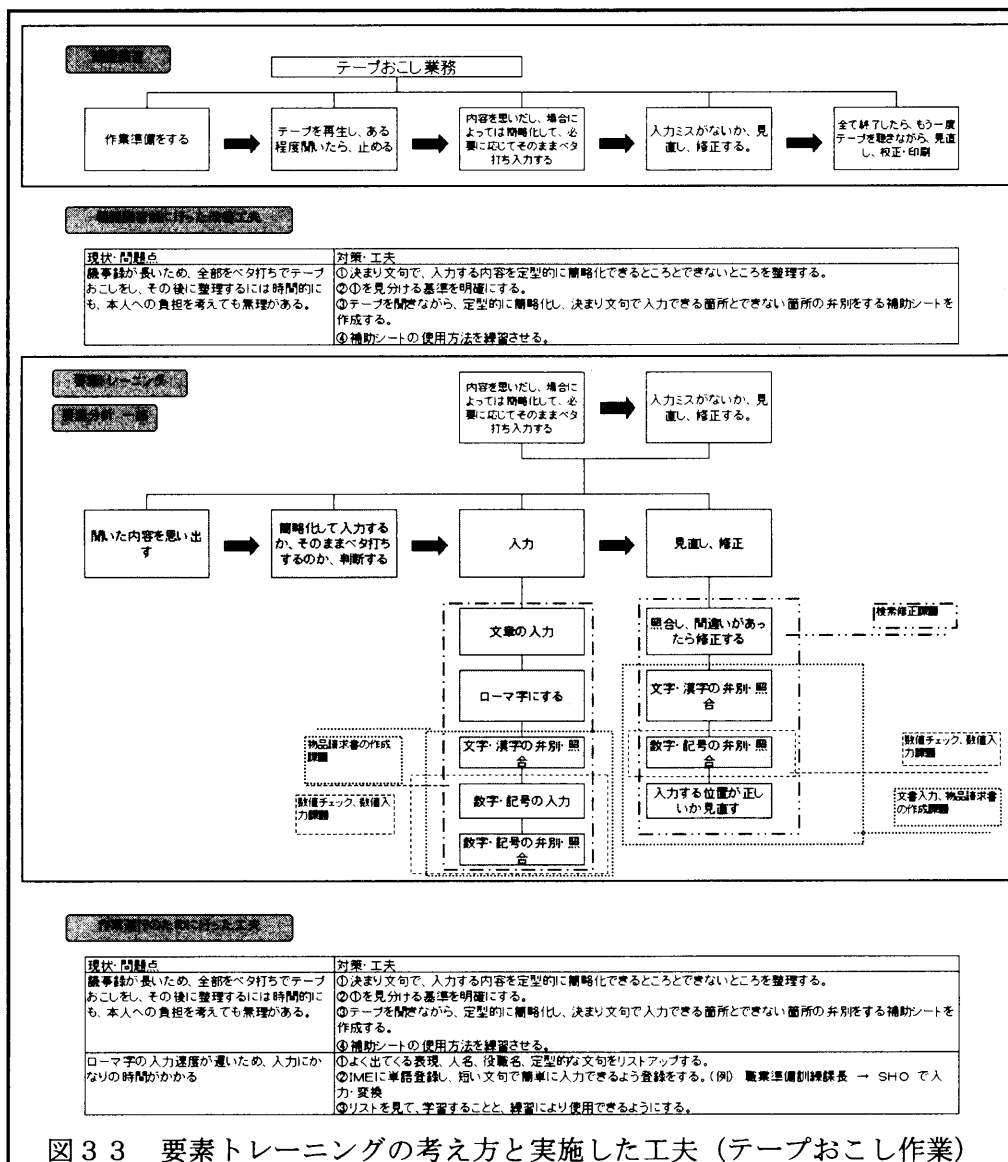 テープおこし業務
作業準備をする
テープを再生し、ある
程度聞いたら、止める
内容を思いだし、場合に
よっては簡略化して、必
要に応じてそのままベタ
打ち入力する
入力ミスがないか、見
直し、修正する。
全て終了したら、もう一度
テープを聴きながら、見直
し、校正・印刷
現状・問題点
対策・工夫
議事録が長いため、全部をベタ打ちでテープ
おこしをし、その後に整理するには時間的に
も、本人への負担を考えても無理がある。
①決まり文句で、入力する内容を定型的に簡略化できるところとできないところを整理する。
②①を見分ける基準を明確にする。
③テープを聞きながら、定型的に簡略化し、決まり文句で入力できる箇所とできない箇所の弁別をする補助シートを
作成する。
④補助シートの使用方法を練習させる。
要素トレーニング
内容を思いだし、場合に
よっては簡略化して、必
要に応じてそのままベタ
打ち入力する
入力ミスがないか、見
直し、修正する。
聞いた内容を思い出
す
簡略化して入力する
か、そのままベタ打ち
するのか、判断する
入力
見直し、修正
文章の入力
ローマ字にする
文字・漢字の弁別・照
合
数字・記号の入力
数字・記号の弁別・照
合
照合し、間違いがあっ
たら修正する
文字・漢字の弁別・照
合
数字・記号の弁別・照
合
入力する位置が正し
いか見直す
検索修正課題
物品請求書の作成
課題
数値チェック、数値入
力課題
数値チェック、数値入
力課題
文書入力、物品請求書
の作成課題
現状・問題点
対策・工夫
議事録が長いため、全部をベタ打ちでテープ
おこしをし、その後に整理するには時間的に
も、本人への負担を考えても無理がある。
①決まり文句で、入力する内容を定型的に簡略化できるところとできないところを整理する。
②①を見分ける基準を明確にする。
③テープを聞きながら、定型的に簡略化し、決まり文句で入力できる箇所とできない箇所の弁別をする補助シートを
作成する。
④補助シートの使用方法を練習させる。
ローマ字の入力速度が遅いため、入力にか
なりの時間がかかる
①よく出てくる表現、人名、役職名、定型的な文句をリストアップする。
②IMEに単語登録し、短い文句で簡単に入力できるよう登録をする。(例) 職業準備訓練課長 → SHO で入
力・変換
③リストを見て、学習することと、練習により使用できるようにする。
図33 要素トレーニングの考え方と実施した工夫（テープおこし作業）